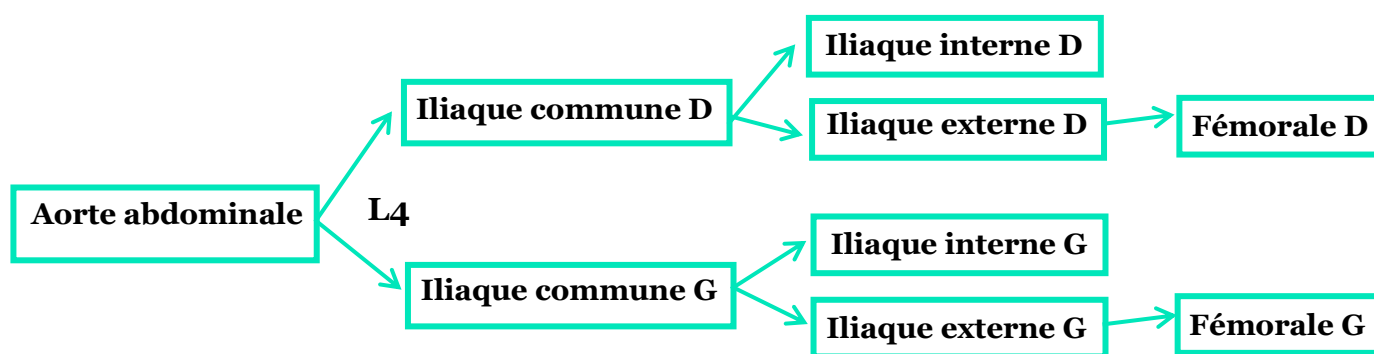 Iliaque interne D
Iliaque commune D
Iliaque externe D
Fémorale D
Aorte abdominale
L4
Iliaque interne G
Iliaque commune G
Iliaque externe G
Fémorale G